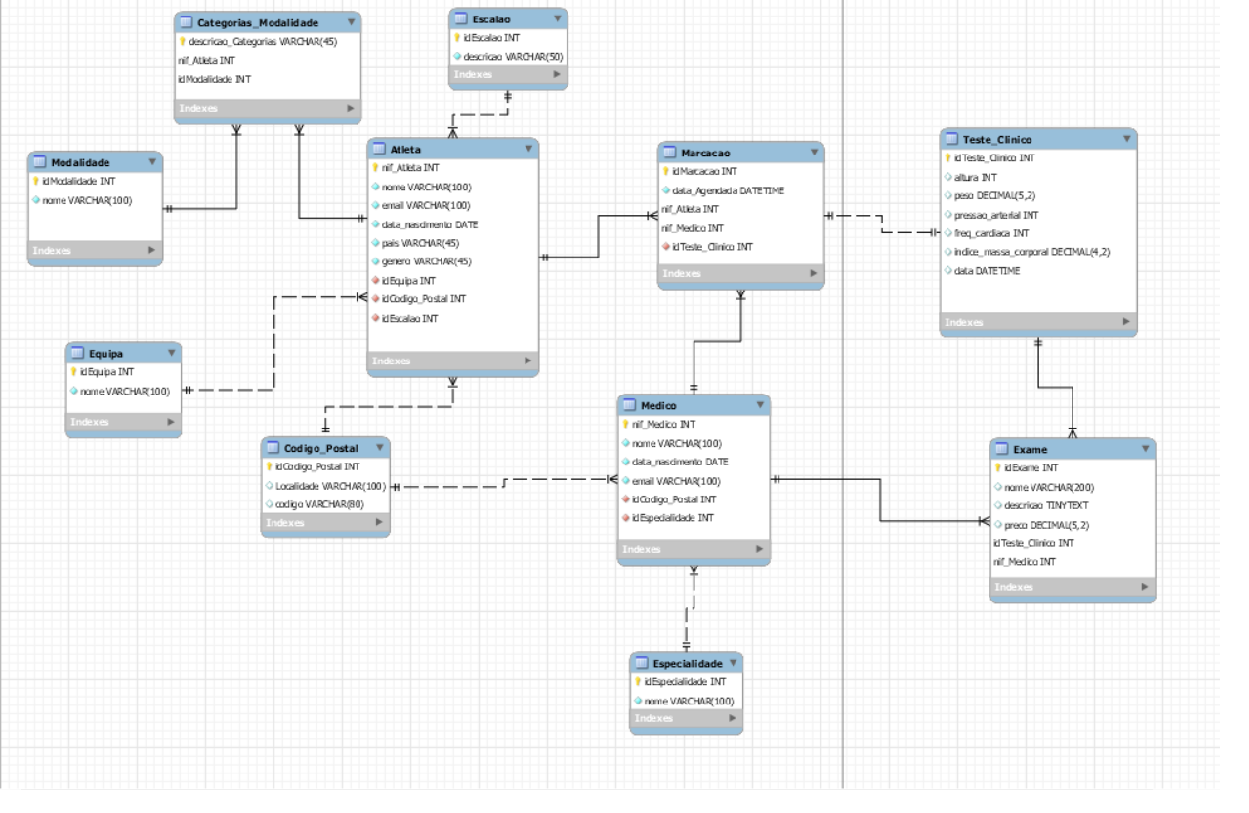 Categorias_Modalidade
descricao_Categorias VARCHAR(45)
nif_Atleta INT
idModalidade INT
Indexes
Escalao
idEscalao INT
descricao VARCHAR(50)
Indexes
Modalidade
idModalidade INT
nome VARCHAR(100)
Indexes
Atleta
nif_Atleta INT
nome VARCHAR(100)
email VARCHAR(100)
data_nascimento DATE
pais VARCHAR(45)
genero VARCHAR(45)
idEquipa INT
idCodigo_Postal INT
idEscalao INT
Indexes
Marcacao
idMarcacao INT
data_Agendada DATETIME
nif_Atleta INT
nif_Medico INT
idTeste_Clinico INT
Indexes
Teste_Clinico
idTeste_Clinico INT
altura INT
peso DECIMAL(5,2)
pressao_arterial INT
freq_cardiaca INT
indice_massa_corporal DECIMAL(4,2)
data DATETIME
Indexes
Equipa
idEquipa INT
nome VARCHAR(100)
Indexes
Codigo_Postal
idCodigo_Postal INT
Localidade VARCHAR(100)
codigo VARCHAR(80)
Indexes
Medico
nif_Medico INT
nome VARCHAR(100)
data_nascimento DATE
email VARCHAR(100)
idCodigo_Postal INT
idEspecialidade INT
Indexes
Exame
idExame INT
nome VARCHAR(200)
descricao TINYTEXT
preco DECIMAL(5,2)
idTeste_Clinico INT
nif_Medico INT
Indexes
Especialidade
idEspecialidade INT
nome VARCHAR(100)
Indexes